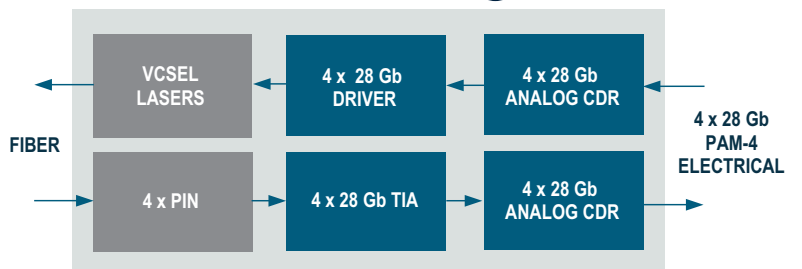 VCSEL
LASERS
4 x 28 Gb
DRIVER
4 x 28 Gb
ANALOG CDR
4 x 28 Gb
PAM-4
ELECTRICAL
FIBER
4 x PIN
4 x 28 Gb TIA
4 x 28 Gb
ANALOG CDR